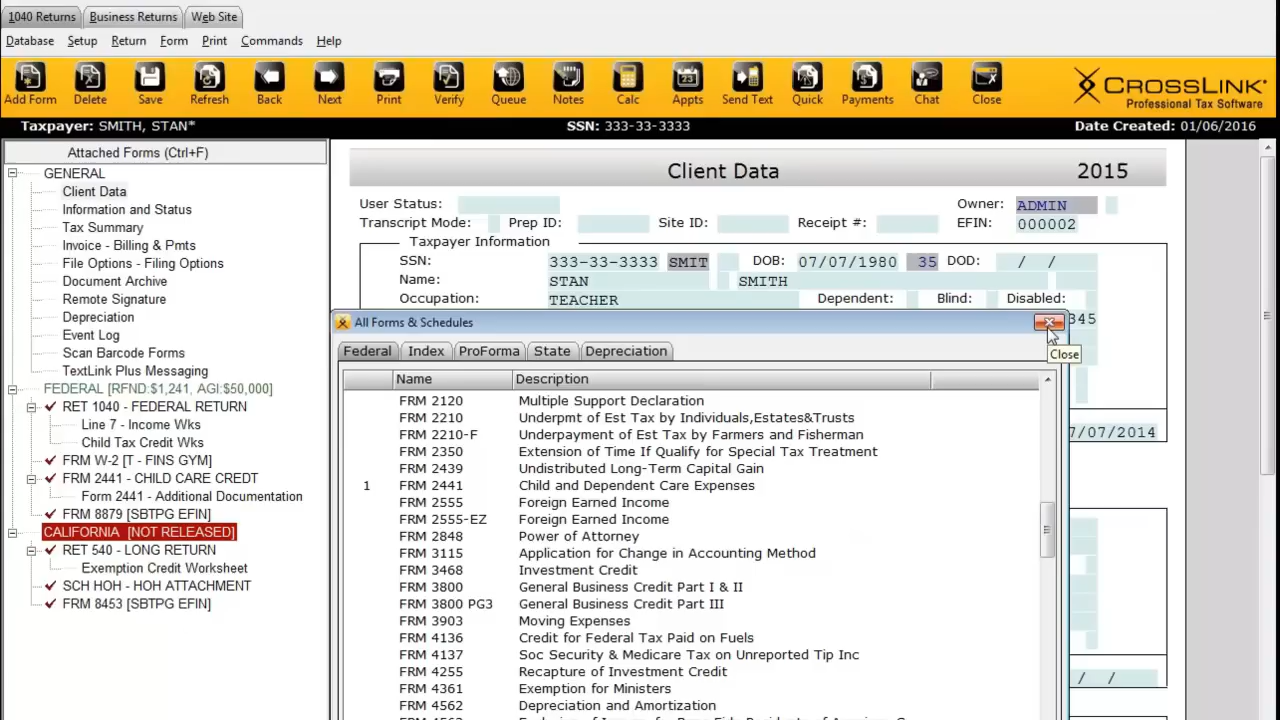 1040 Returns Business Returns Web Site
Database Setup Return Form Print Commands Help
Add Form Delete Save Refresh Back Next Print Verify Queue Notes Calc Appts Send Text Quick Payments Chat Close
CROSSLINK
Professional Tax Software
Taxpayer: SMITH, STAN* SSN: 333-33-3333 Date Created: 01/06/2016
Attached Forms (Ctrl+F)
GENERAL
Client Data
Information and Status
Tax Summary
Invoice - Billing & Pmts
File Options - Filing Options
Document Archive
Remote Signature
Depreciation
Event Log
Scan Barcode Forms
TextLink Plus Messaging
FEDERAL [RFND:$1,241, AGI:$50,000]
RET 1040 - FEDERAL RETURN
Line 7 - Income Wks
Child Tax Credit Wks
FRM W-2 [T - FINS GYM]
FRM 2441 - CHILD CARE CREDT
Form 2441 - Additional Documentation
FRM 8879 [SBTPG EFIN]
CALIFORNIA [NOT RELEASED]
RET 540 - LONG RETURN
Exemption Credit Worksheet
SCH HOH - HOH ATTACHMENT
FRM 8453 [SBTPG EFIN]
Client Data 2015
User Status: Owner: ADMIN
Transcript Mode: Prep ID: Site ID: Receipt #: EFIN: 000002
Taxpayer Information
SSN: 333-33-3333 SMIT DOB: 07/07/1980 35 DOD: / /
Name: STAN SMITH
Occupation: TEACHER Dependent: Blind: Disabled:
345
7/07/2014
/ /
All Forms & Schedules
Close
Federal Index ProForma State Depreciation
Name Description
FRM 2120 Multiple Support Declaration
FRM 2210 Underpmt of Est Tax by Individuals,Estates&Trusts
FRM 2210-F Underpayment of Est Tax by Farmers and Fisherman
FRM 2350 Extension of Time If Qualify for Special Tax Treatment
FRM 2439 Undistributed Long-Term Capital Gain
1 FRM 2441 Child and Dependent Care Expenses
FRM 2555 Foreign Earned Income
FRM 2555-EZ Foreign Earned Income
FRM 2848 Power of Attorney
FRM 3115 Application for Change in Accounting Method
FRM 3468 Investment Credit
FRM 3800 General Business Credit Part I & II
FRM 3800 PG3 General Business Credit Part III
FRM 3903 Moving Expenses
FRM 4136 Credit for Federal Tax Paid on Fuels
FRM 4137 Soc Security & Medicare Tax on Unreported Tip Inc
FRM 4255 Recapture of Investment Credit
FRM 4361 Exemption for Ministers
FRM 4562 Depreciation and Amortization